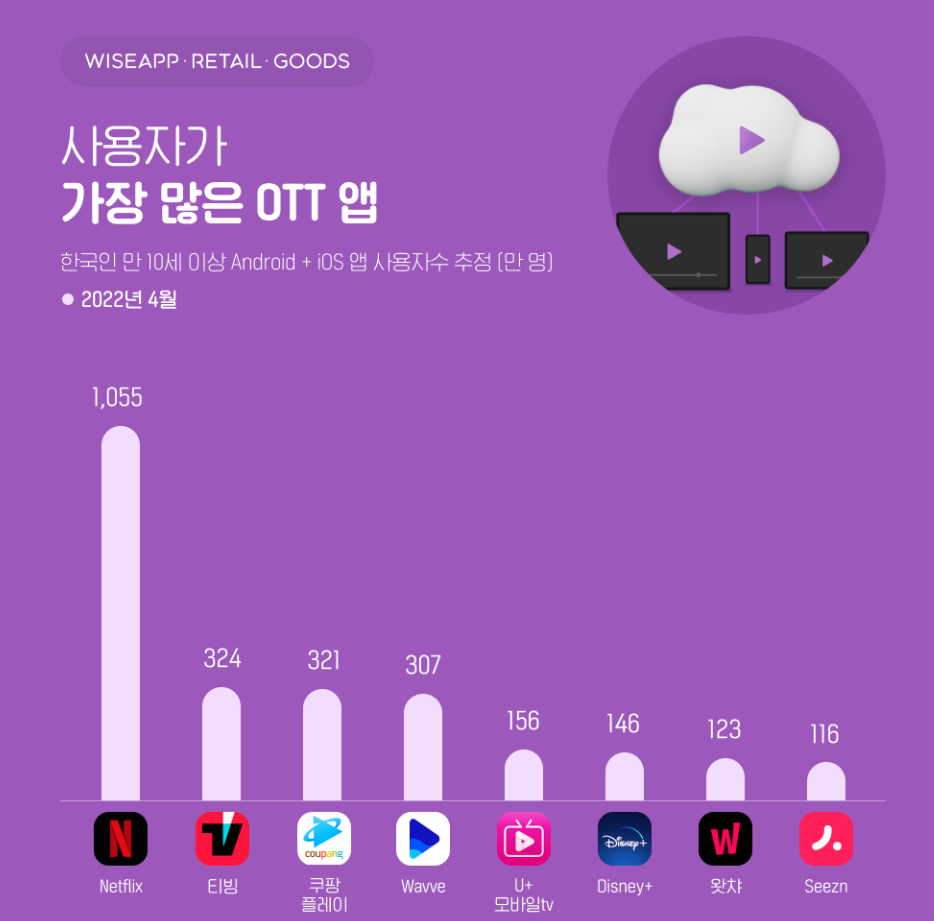 WISEAPP · RETAIL · GOODS
사용자가
가장 많은 OTT 앱
한국인 만 10세 이상 Android + iOS 앱 사용자수 추정 (만 명)
● 2022년 4월
1,055
324
321
307
156
146
123
116
N
TV
coupang
Disney+
W
Netflix
티빙
쿠팡
플레이
Wavve
U+
모바일tv
Disney+
왓챠
Seezn